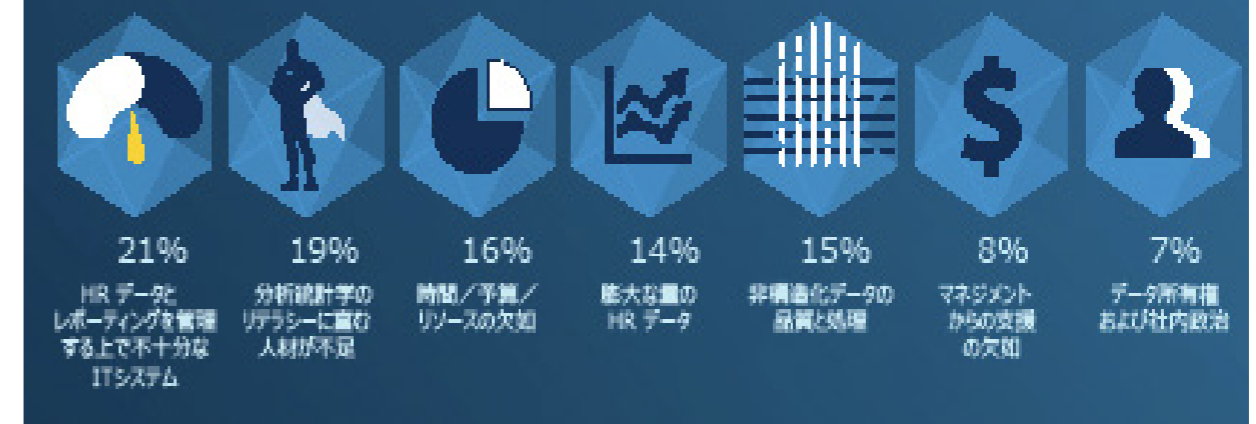 21%
HR データと
レポーティングを管理
する上で不十分な
ITシステム
19%
分析統計学の
リテラシーに富む
人材が不足
16%
時間／予算／
リソースの欠如
14%
膨大な量の
HR データ
15%
非構造化データの
品質と処理
8%
マネジメント
からの支援
の欠如
7%
データ所有権
および社内政治